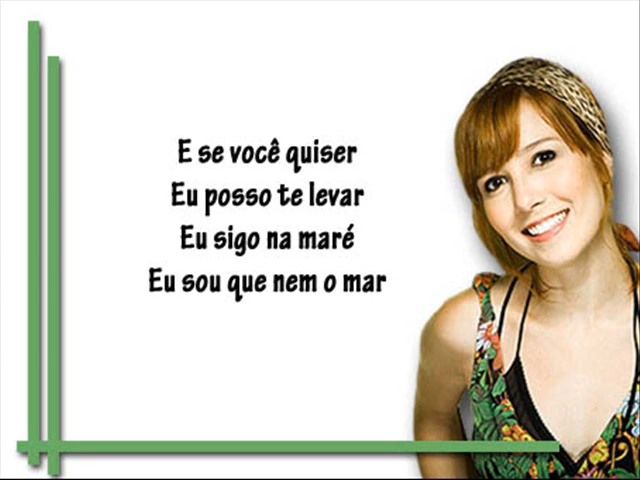 E se você quiser
Eu posso te levar
Eu sigo na maré
Eu sou que nem o mar